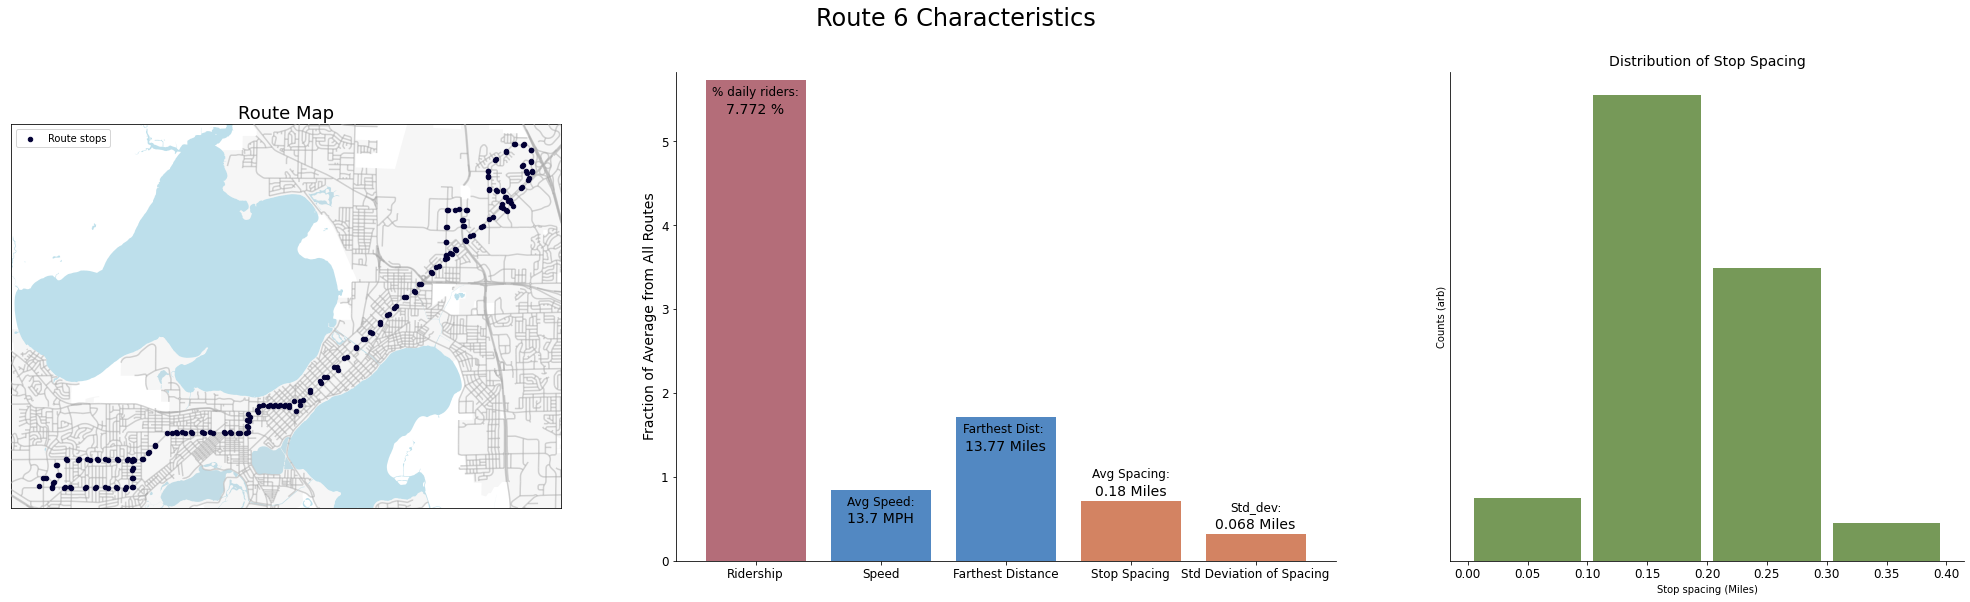 Route 6 Characteristics
Route Map
Route stops
Fraction of Average from All Routes
5
4
3
2
1
0
% daily riders:
7.772 %
Avg Speed:
13.7 MPH
Farthest Dist:
13.77 Miles
Avg Spacing:
0.18 Miles
Std_dev:
0.068 Miles
Ridership
Speed
Farthest Distance
Stop Spacing
Std Deviation of Spacing
Distribution of Stop Spacing
Counts (arb)
0.00
0.05
0.10
0.15
0.20
0.25
0.30
0.35
0.40
Stop spacing (Miles)